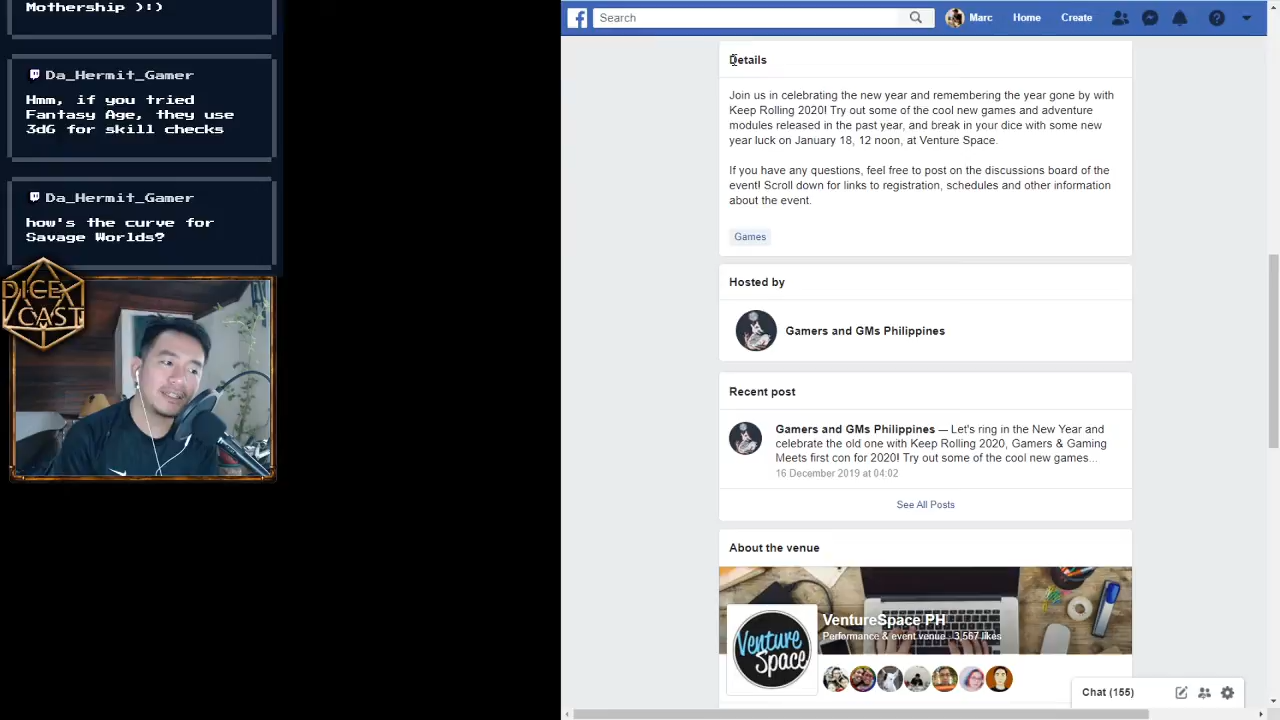 Mothership ):)
Da_Hermit_Gamer
Hmm, if you tried
Fantasy Age, they use
3dG for skill checks
Da_Hermit_Gamer
how's the curve for
Savage Worlds?
DICE
CAST
Search
Marc
Home
Create
Details
Join us in celebrating the new year and remembering the year gone by with
Keep Rolling 2020! Try out some of the cool new games and adventure
modules released in the past year, and break in your dice with some new
year luck on January 18, 12 noon, at Venture Space.
If you have any questions, feel free to post on the discussions board of the
event! Scroll down for links to registration, schedules and other information
about the event.
Games
Hosted by
Gamers and GMs Philippines
Recent post
Gamers and GMs Philippines — Let's ring in the New Year and
celebrate the old one with Keep Rolling 2020, Gamers & Gaming
Meets first con for 2020! Try out some of the cool new games...
16 December 2019 at 04:02
See All Posts
About the venue
Venture
Space
VentureSpace PH
Performance & event venue · 3,567 likes
Chat (155)